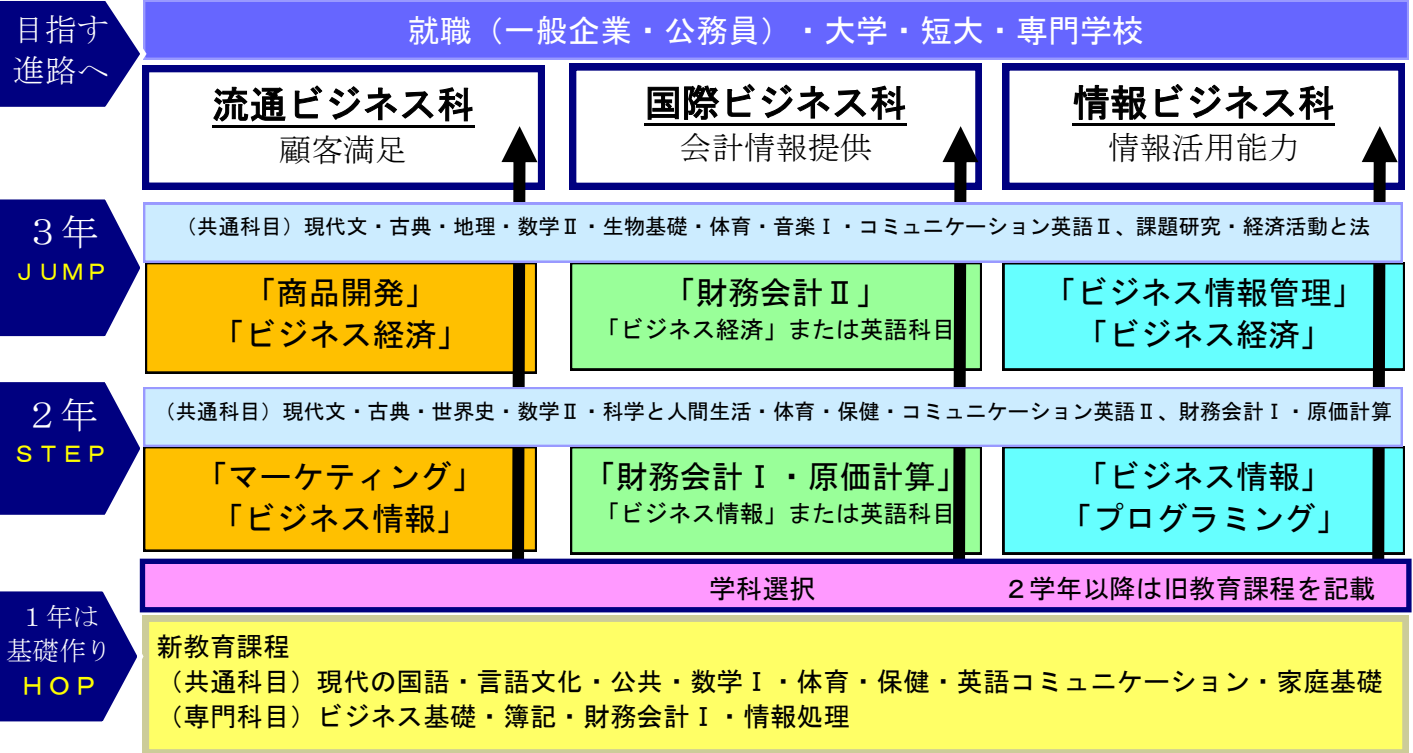 目指す
進路へ
就職（一般企業・公務員）・大学・短大・専門学校
流通ビジネス科
顧客満足
国際ビジネス科
会計情報提供
情報ビジネス科
情報活用能力
３年
ＪＵＭＰ
（共通科目）現代文・古典・地理・数学Ⅱ・生物基礎・体育・音楽Ⅰ・コミュニケーション英語Ⅱ、課題研究・経済活動と法
「商品開発」
「ビジネス経済」
「財務会計Ⅱ」
「ビジネス経済」または英語科目
「ビジネス情報管理」
「ビジネス経済」
２年
ＳＴＥＰ
（共通科目）現代文・古典・世界史・数学Ⅱ・科学と人間生活・体育・保健・コミュニケーション英語Ⅱ、財務会計Ⅰ・原価計算
「マーケティング」
「ビジネス情報」
「財務会計Ⅰ・原価計算」
「ビジネス情報」または英語科目
「ビジネス情報」
「プログラミング」
学科選択
２学年以降は旧教育課程を記載
１年は
基礎作り
ＨＯＰ
新教育課程
（共通科目）現代の国語・言語文化・公共・数学Ⅰ・体育・保健・英語コミュニケーション・家庭基礎
（専門科目）ビジネス基礎・簿記・財務会計Ⅰ・情報処理